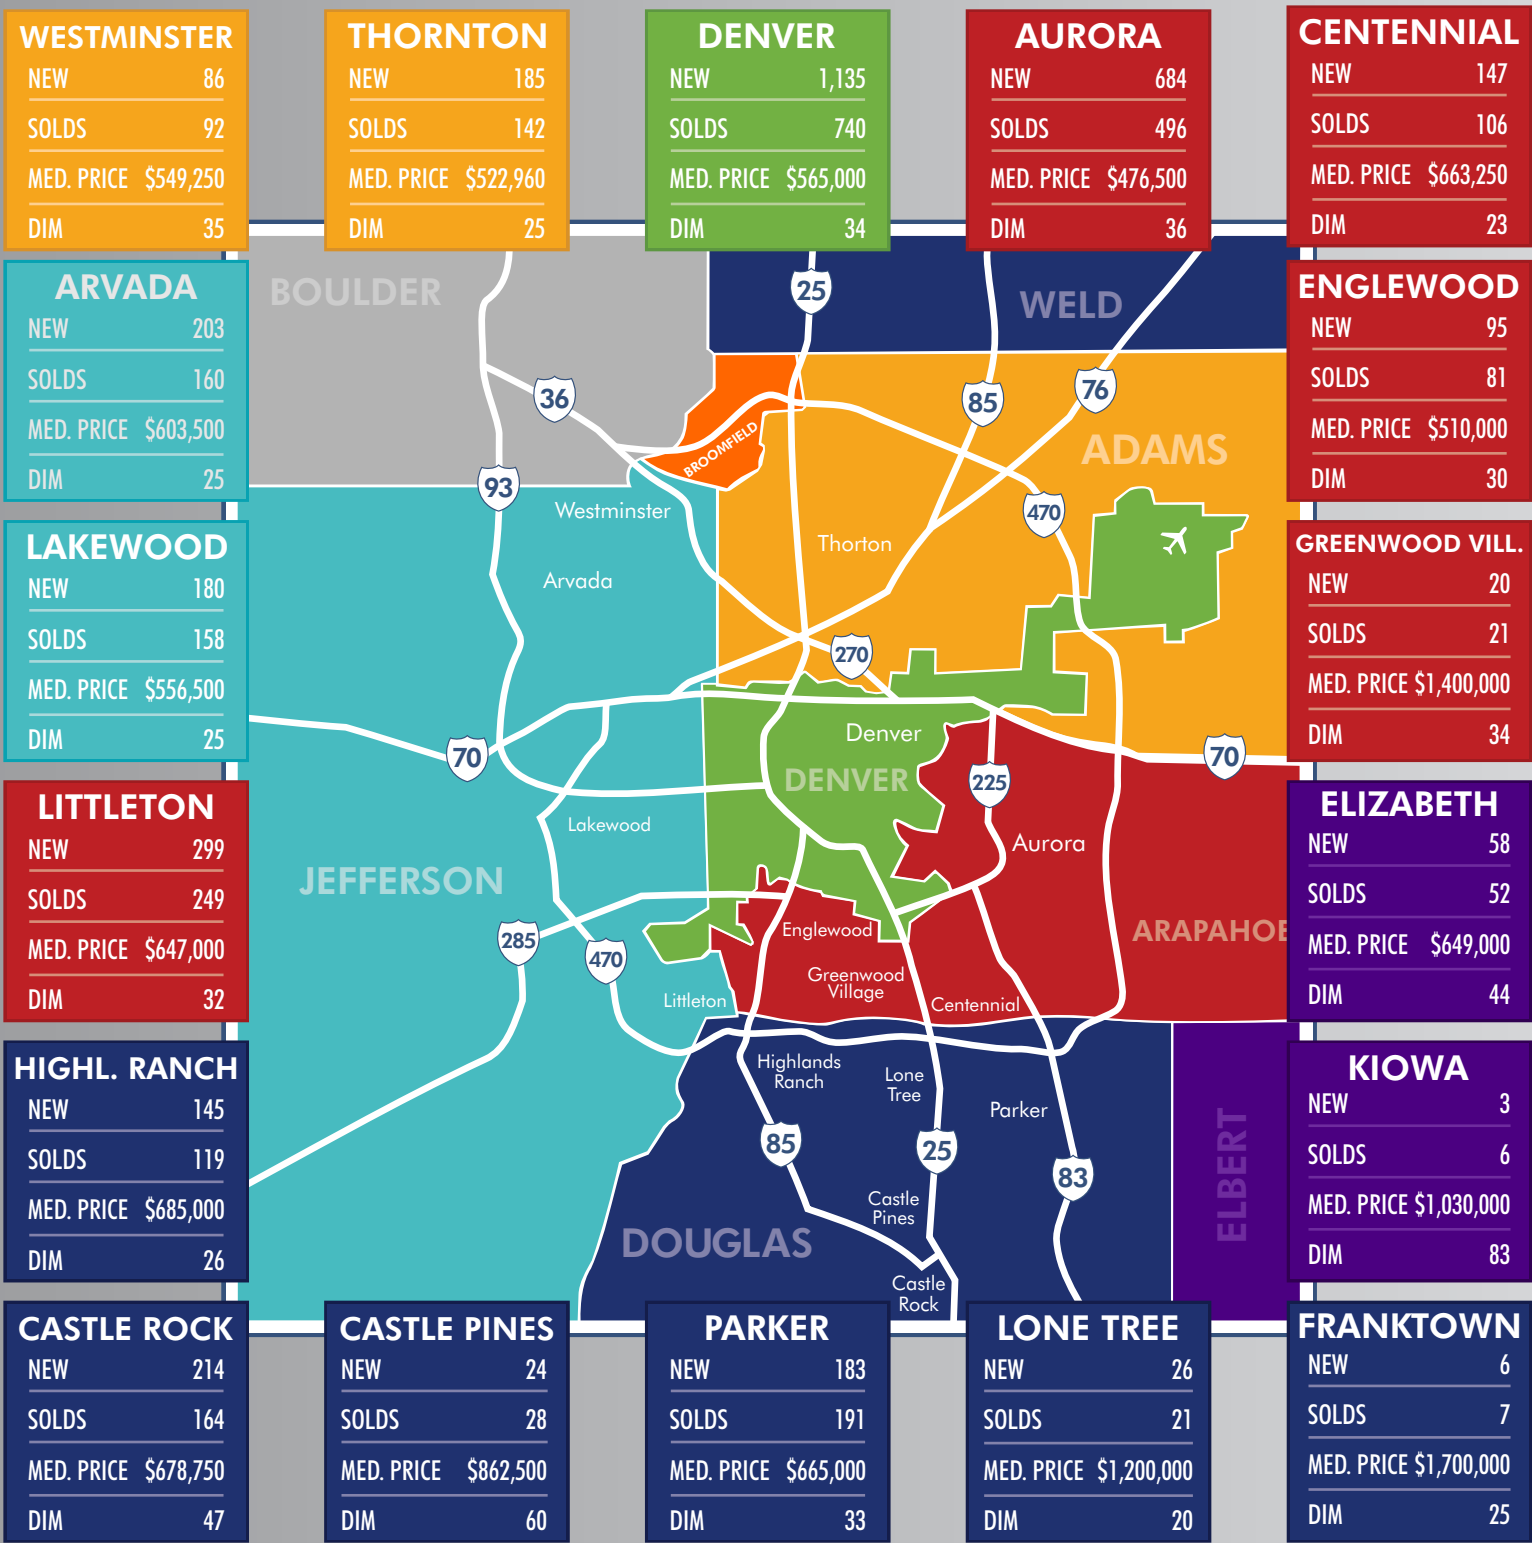 WESTMINSTER
NEW 86
SOLDS 92
MED. PRICE $549,250
DIM 35
THORNTON
NEW 185
SOLDS 142
MED. PRICE $522,960
DIM 25
DENVER
NEW 1,135
SOLDS 740
MED. PRICE $565,000
DIM 34
AURORA
NEW 684
SOLDS 496
MED. PRICE $476,500
DIM 36
CENTENNIAL
NEW 147
SOLDS 106
MED. PRICE $663,250
DIM 23
ARVADA
NEW 203
SOLDS 160
MED. PRICE $603,500
DIM 25
ENGLEWOOD
NEW 95
SOLDS 81
MED. PRICE $510,000
DIM 30
LAKEWOOD
NEW 180
SOLDS 158
MED. PRICE $556,500
DIM 25
GREENWOOD VILL.
NEW 20
SOLDS 21
MED. PRICE $1,400,000
DIM 34
LITTLETON
NEW 299
SOLDS 249
MED. PRICE $647,000
DIM 32
ELIZABETH
NEW 58
SOLDS 52
MED. PRICE $649,000
DIM 44
HIGHL. RANCH
NEW 145
SOLDS 119
MED. PRICE $685,000
DIM 26
KIOWA
NEW 3
SOLDS 6
MED. PRICE $1,030,000
DIM 83
BOULDER
25
WELD
36
85
76
BROOMFIELD
ADAMS
93
Westminster
470
Thorton
Arvada
270
Denver
70
70
DENVER
225
Lakewood
Aurora
JEFFERSON
285
470
Englewood
ARAPAHOE
Greenwood
Village
Littleton
Centennial
Highlands
Ranch
Lone
Tree
Parker
85
25
83
ELBERT
Castle
Pines
DOUGLAS
Castle
Rock
CASTLE ROCK
NEW 214
SOLDS 164
MED. PRICE $678,750
DIM 47
CASTLE PINES
NEW 24
SOLDS 28
MED. PRICE $862,500
DIM 60
PARKER
NEW 183
SOLDS 191
MED. PRICE $665,000
DIM 33
LONE TREE
NEW 26
SOLDS 21
MED. PRICE $1,200,000
DIM 20
FRANKTOWN
NEW 6
SOLDS 7
MED. PRICE $1,700,000
DIM 25